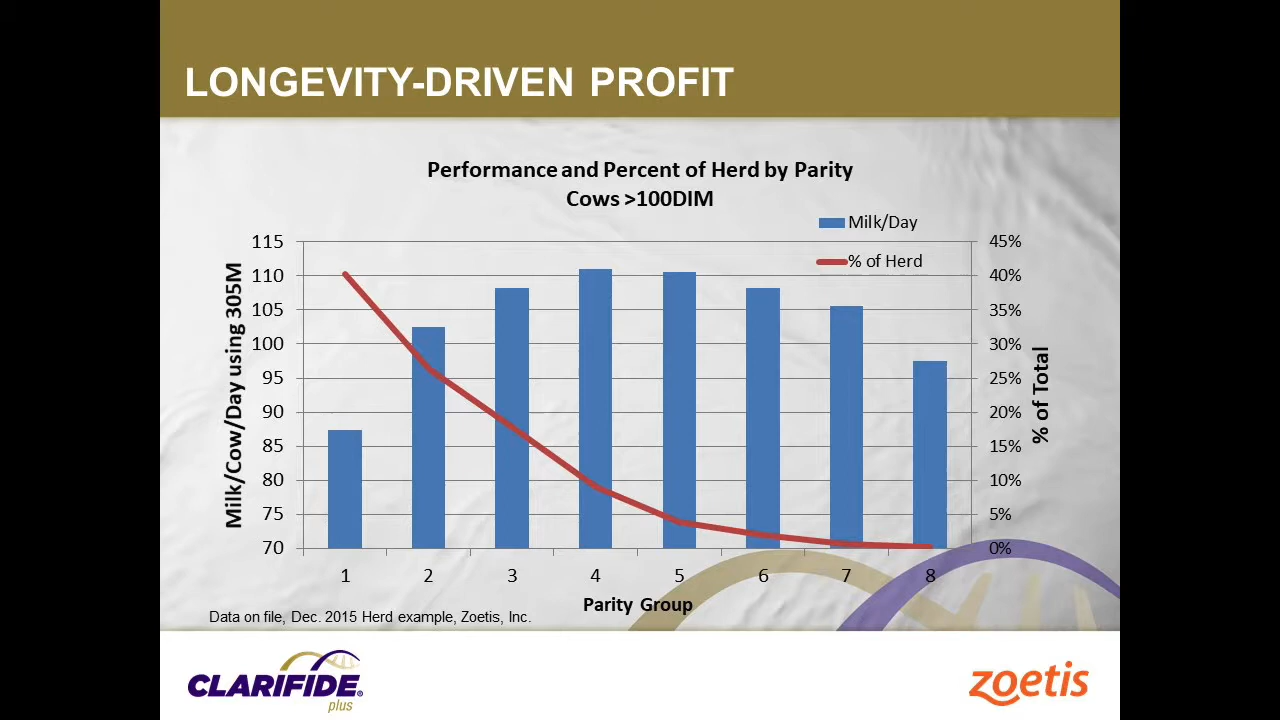 LONGEVITY-DRIVEN PROFIT
Performance and Percent of Herd by Parity
Cows >100DIM
Milk/Day
% of Herd
Milk/Cow/Day using 305M
115
110
105
100
95
90
85
80
75
70
45%
40%
35%
30%
25%
20%
15%
10%
5%
0%
% of Total
1 2 3 4 5 6 7 8
Parity Group
Data on file, Dec. 2015 Herd example, Zoetis, Inc.
CLARIFIDE®
plus
zoetis